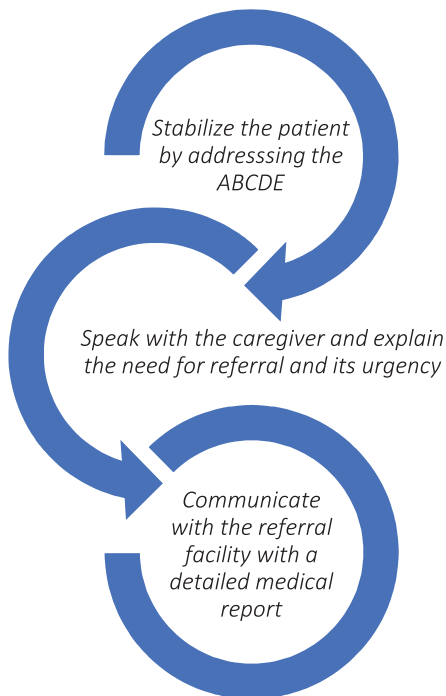 Stabilize the patient
by addresssing the
ABCDE
Speak with the caregiver and explain
the need for referral and its urgency
Communicate
with the referral
facility with a
detailed medical
report